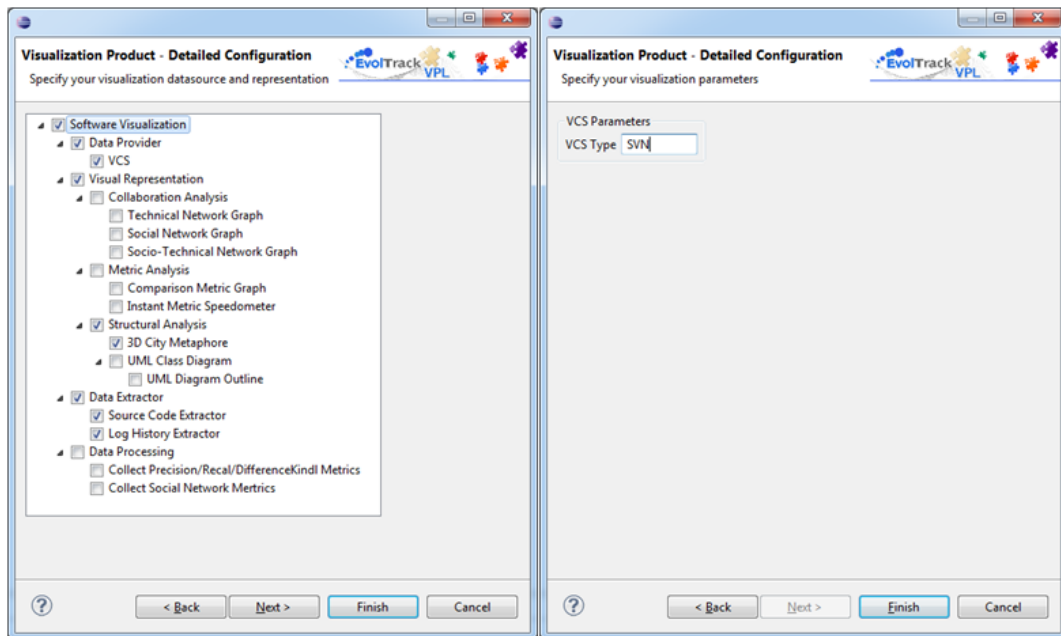 Visualization Product - Detailed Configuration
Specify your visualization datasource and representation
EvolTrack
VPL
Software Visualization
Data Provider
VCS
Visual Representation
Collaboration Analysis
Technical Network Graph
Social Network Graph
Socio-Technical Network Graph
Metric Analysis
Comparison Metric Graph
Instant Metric Speedometer
Structural Analysis
3D City Metaphore
UML Class Diagram
UML Diagram Outline
Data Extractor
Source Code Extractor
Log History Extractor
Data Processing
Collect Precision/Recal/DifferenceKindl Metrics
Collect Social Network Mertrics
?
< Back
Next >
Finish
Cancel
Visualization Product - Detailed Configuration
Specify your visualization parameters
EvolTrack
VPL
VCS Parameters
VCS Type SVN
?
< Back
Next >
Finish
Cancel